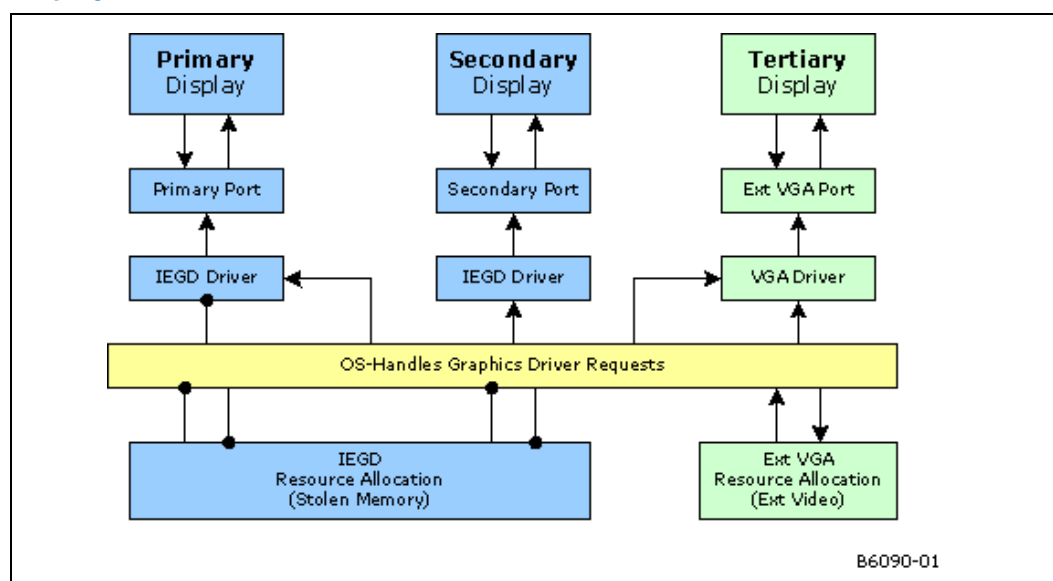 Primary
Display
Secondary
Display
Tertiary
Display
Primary Port
Secondary Port
Ext VGA Port
IEGD Driver
IEGD Driver
VGA Driver
OS-Handles Graphics Driver Requests
IEGD
Resource Allocation
(Stolen Memory)
Ext VGA
Resource Allocation
(Ext Video)
B6090-01